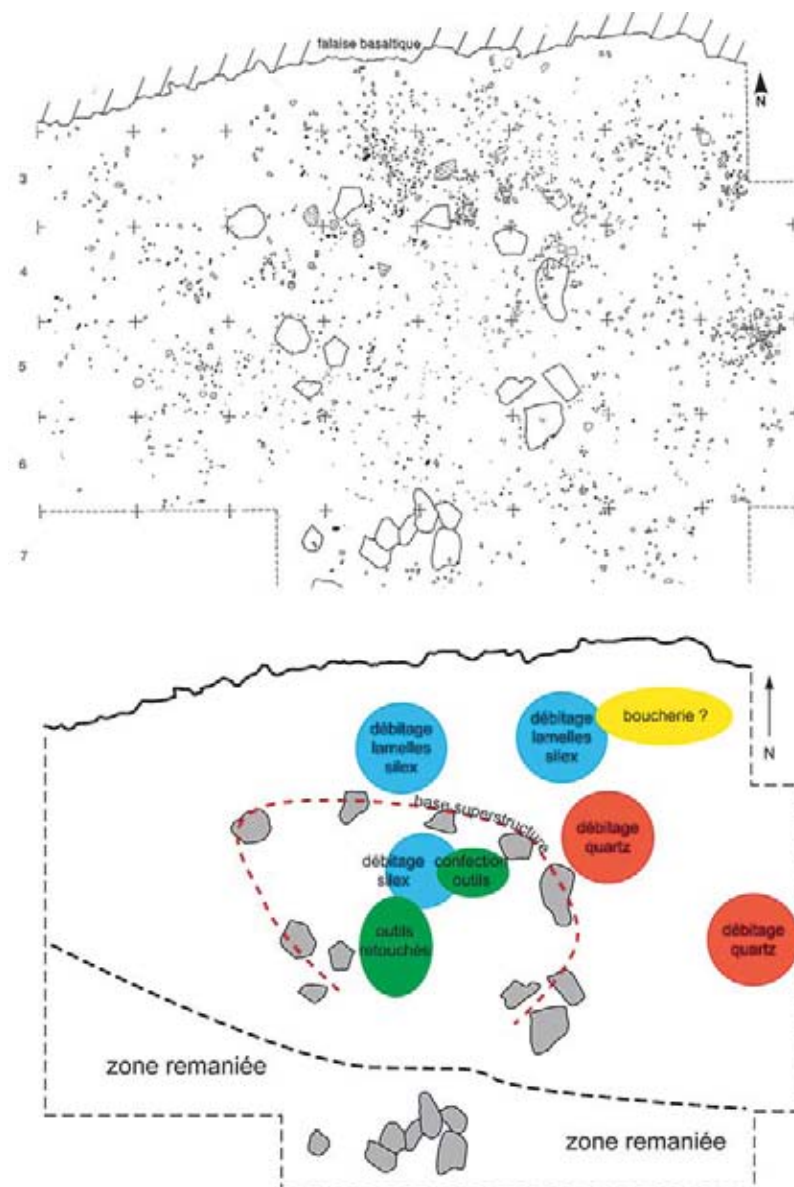 falaise basaltique
N
3
4
5
6
7
débitage
lamelles
silex
débitage
lamelles
silex
boucherie ?
N
base superstructure
débitage
quartz
débitage
silex
confection
outils
outils
retouchés
débitage
quartz
zone remaniée
zone remaniée